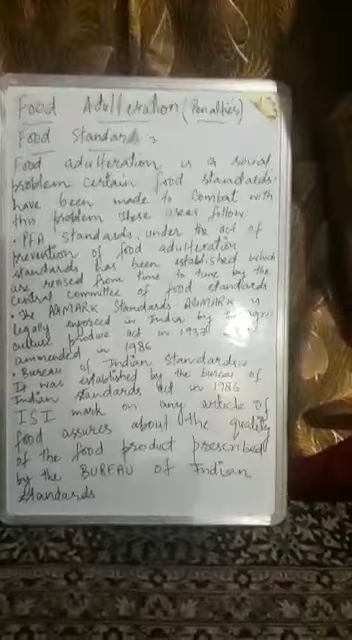 Food Adulteration (Penalties)
Food Standards
Food adulteration is a social
problem certain food standards
have been made to combat with
this problem these are as follow:
• PFA Standards, under the act of
prevention of food adulteration
standards has been established which
are revised from time to time by the
central committee of food standards
• The AGMARK Standards AGMARK is
legally enforced in India by the Agri
culture produce act in 1937
ammended in 1986
• Bureau of Indian Standards:
It was established by the bureau of
Indian standards act in 1986
ISI mark on any article of
food assures about the quality
of the food product prescribed
by the BUREAU of Indian
Standards